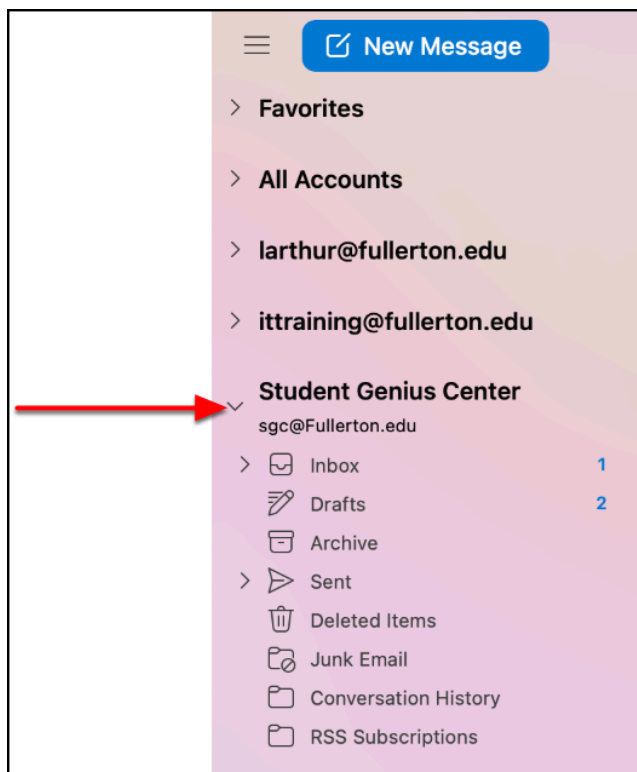 New Message
Favorites
All Accounts
larthur@fullerton.edu
ittraining@fullerton.edu
Student Genius Center
sgc@Fullerton.edu
Inbox 1
Drafts 2
Archive
Sent
Deleted Items
Junk Email
Conversation History
RSS Subscriptions